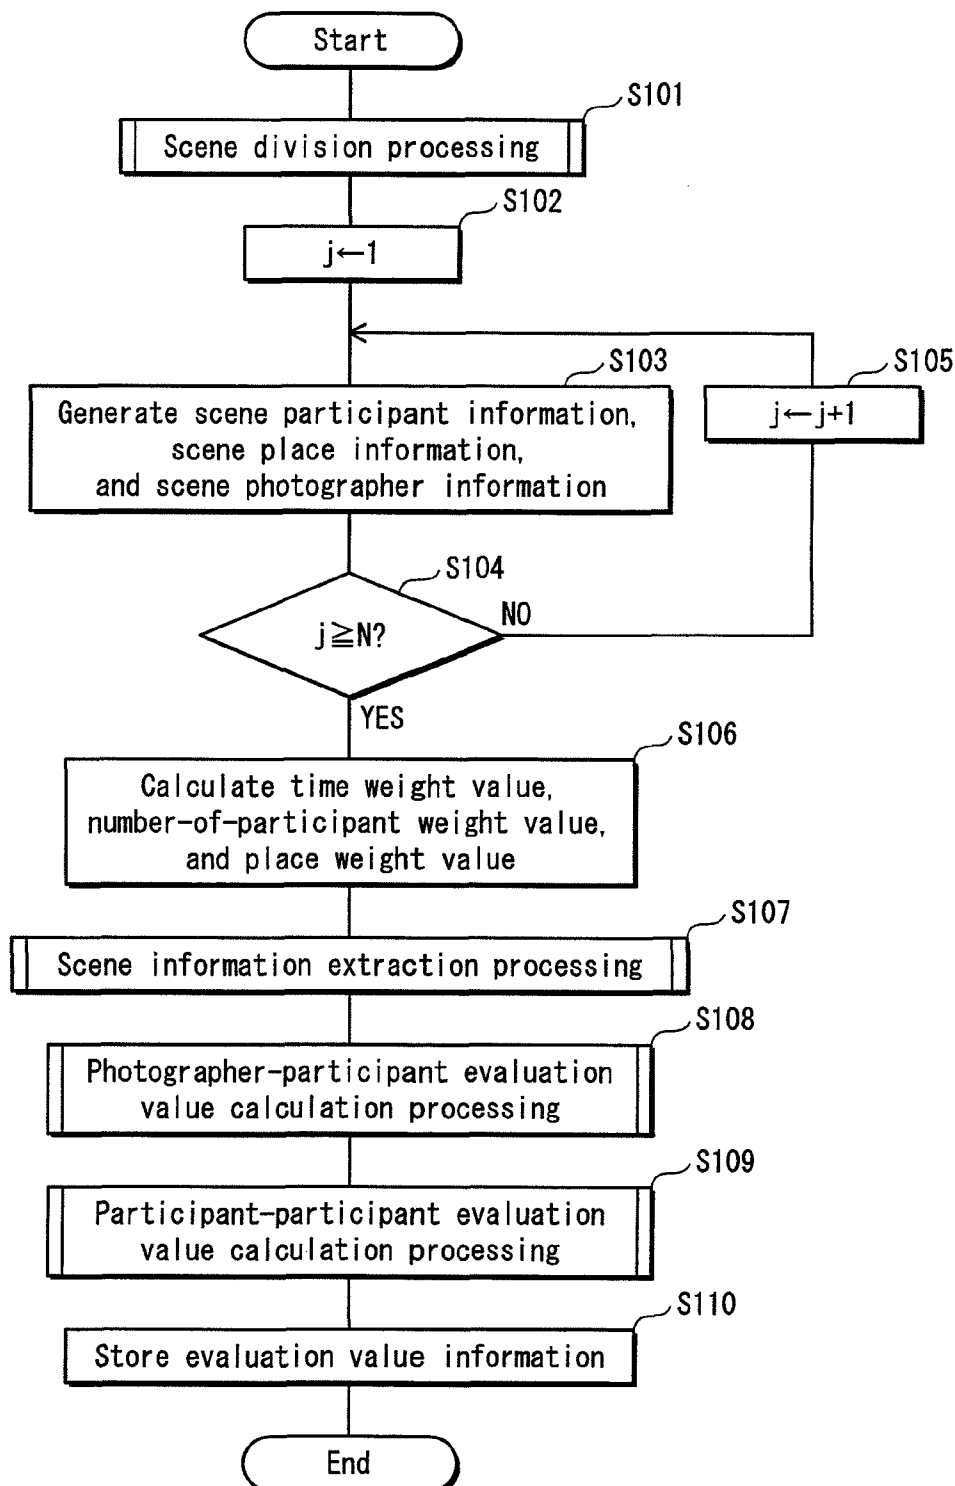 Start
S101
Scene division processing
S102
j←1
S103
Generate scene participant information,
scene place information,
and scene photographer information
S105
j←j+1
S104
j≧N?
NO
YES
S106
Calculate time weight value,
number-of-participant weight value,
and place weight value
S107
Scene information extraction processing
S108
Photographer-participant evaluation
value calculation processing
S109
Participant-participant evaluation
value calculation processing
S110
Store evaluation value information
End